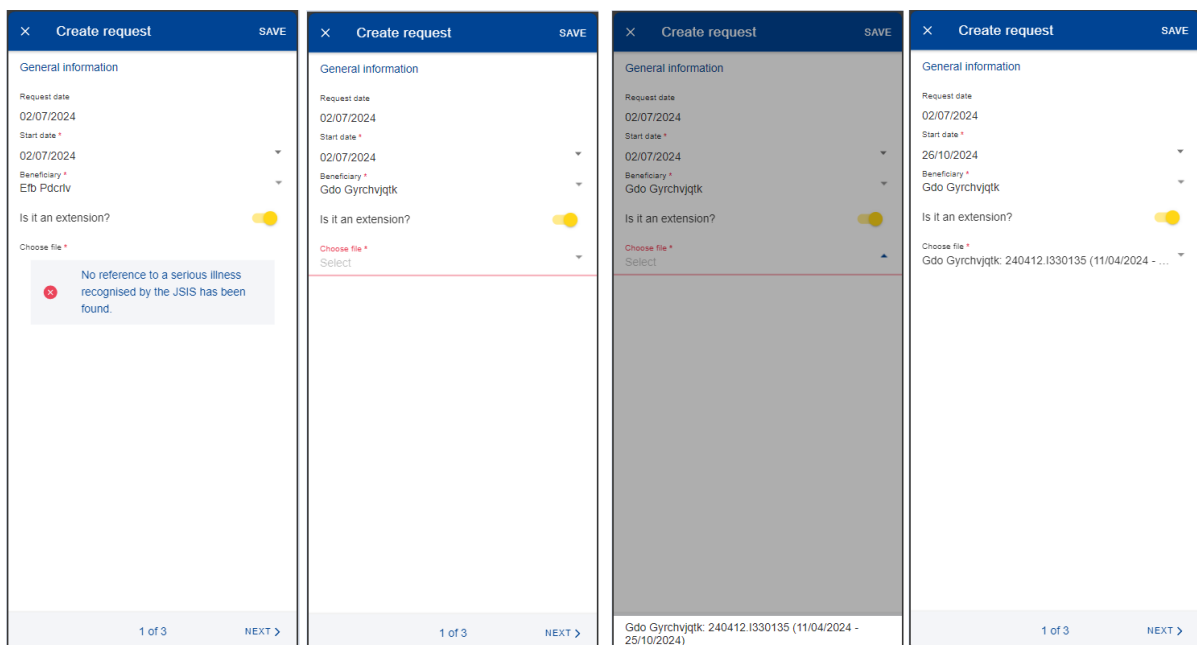 × Create request SAVE
General information
Request date
02/07/2024
Start date *
02/07/2024
Beneficiary *
Efb Pdcrlv
Is it an extension?
Choose file *
No reference to a serious illness
recognised by the JSIS has been
found.
1 of 3 NEXT >
× Create request SAVE
General information
Request date
02/07/2024
Start date *
02/07/2024
Beneficiary *
Gdo Gyrchvjqtk
Is it an extension?
Choose file *
Select
1 of 3 NEXT >
× Create request SAVE
General information
Request date
02/07/2024
Start date *
02/07/2024
Beneficiary *
Gdo Gyrchvjqtk
Is it an extension?
Choose file *
Select
Gdo Gyrchvjqtk: 240412.I330135 (11/04/2024 -
25/10/2024)
× Create request SAVE
General information
Request date
02/07/2024
Start date *
26/10/2024
Beneficiary *
Gdo Gyrchvjqtk
Is it an extension?
Choose file *
Gdo Gyrchvjqtk: 240412.I330135 (11/04/2024 - ...
1 of 3 NEXT >